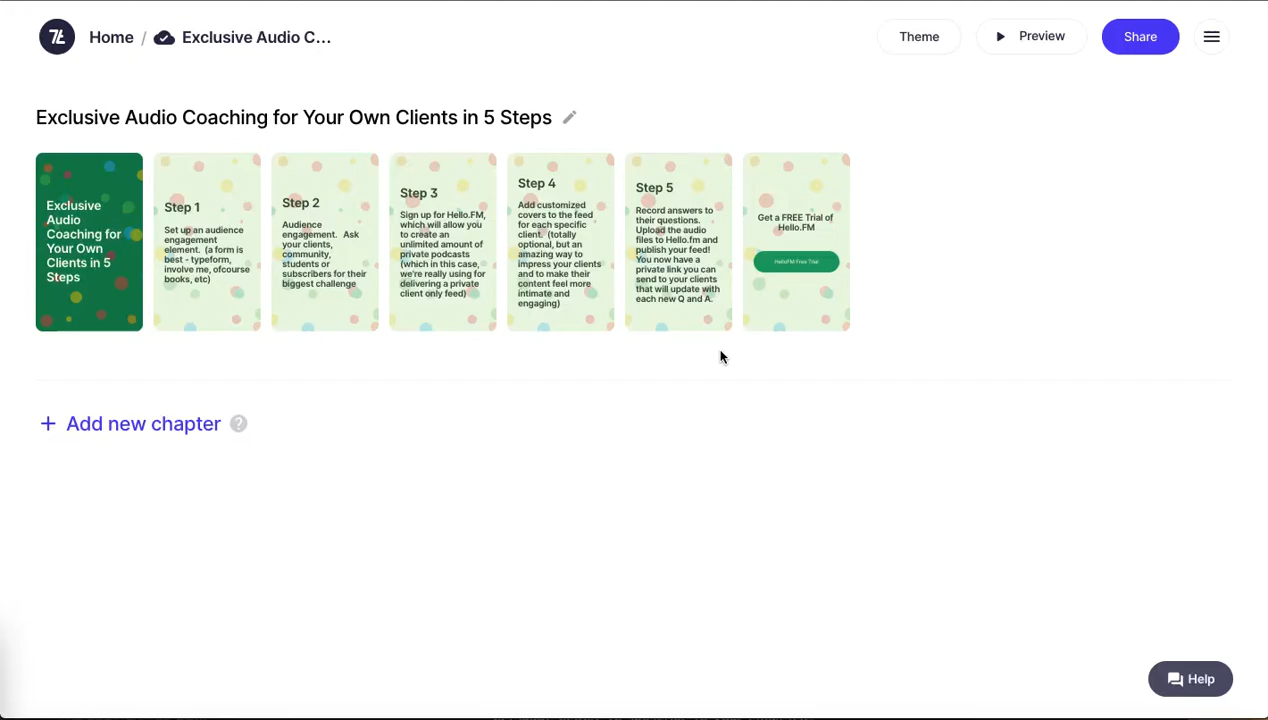 Home / Exclusive Audio C...
Theme
Preview
Share
Exclusive Audio Coaching for Your Own Clients in 5 Steps
Exclusive
Audio
Coaching for
Your Own
Clients in 5
Steps
Step 1
Set up an audience
engagement
element. (a form is
best - typeform,
involve me, ofcourse
books, etc)
Step 2
Audience
engagement. Ask
your clients,
community,
students or
subscribers for their
biggest challenge
Step 3
Sign up for Hello.FM,
which will allow you
to create an
unlimited amount of
private podcasts
(which in this case,
we're really using for
delivering a private
client only feed)
Step 4
Add customized
covers to the feed
for each specific
client. (totally
optional, but an
amazing way to
impress your clients
and to make their
content feel more
intimate and
engaging)
Step 5
Record answers to
their questions.
Upload the audio
files to Hello.fm and
publish your feed!
You now have a
private link you can
send to your clients
that will update with
each new Q and A.
Get a FREE Trial of
Hello.FM
HelloFM Free Trial
+ Add new chapter ?
Help